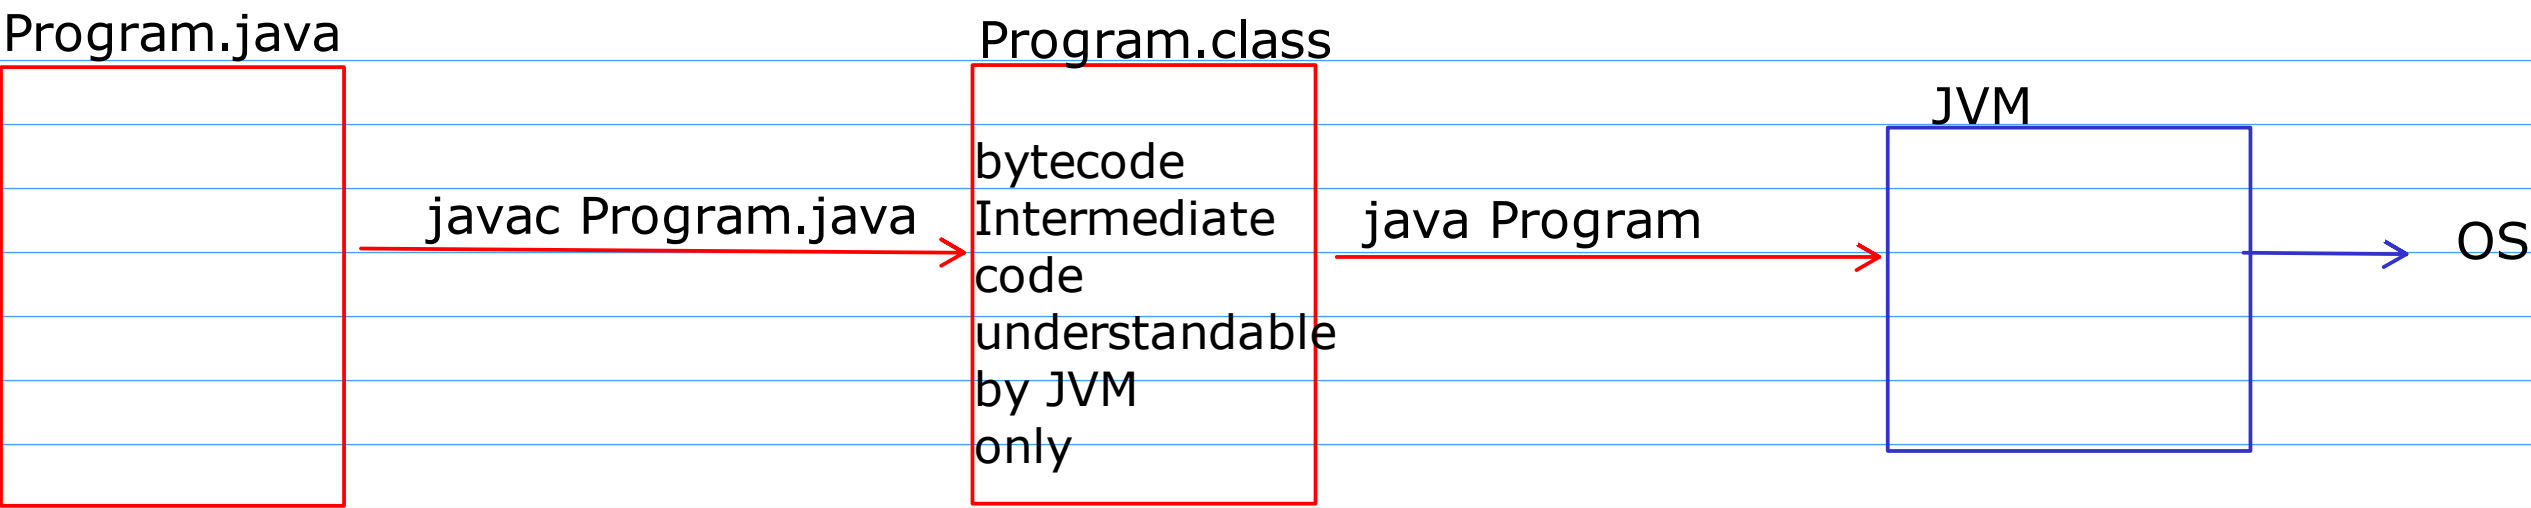 Program.java
javac Program.java
Program.class
bytecode
Intermediate
code
understandable
by JVM
only
java Program
JVM
OS